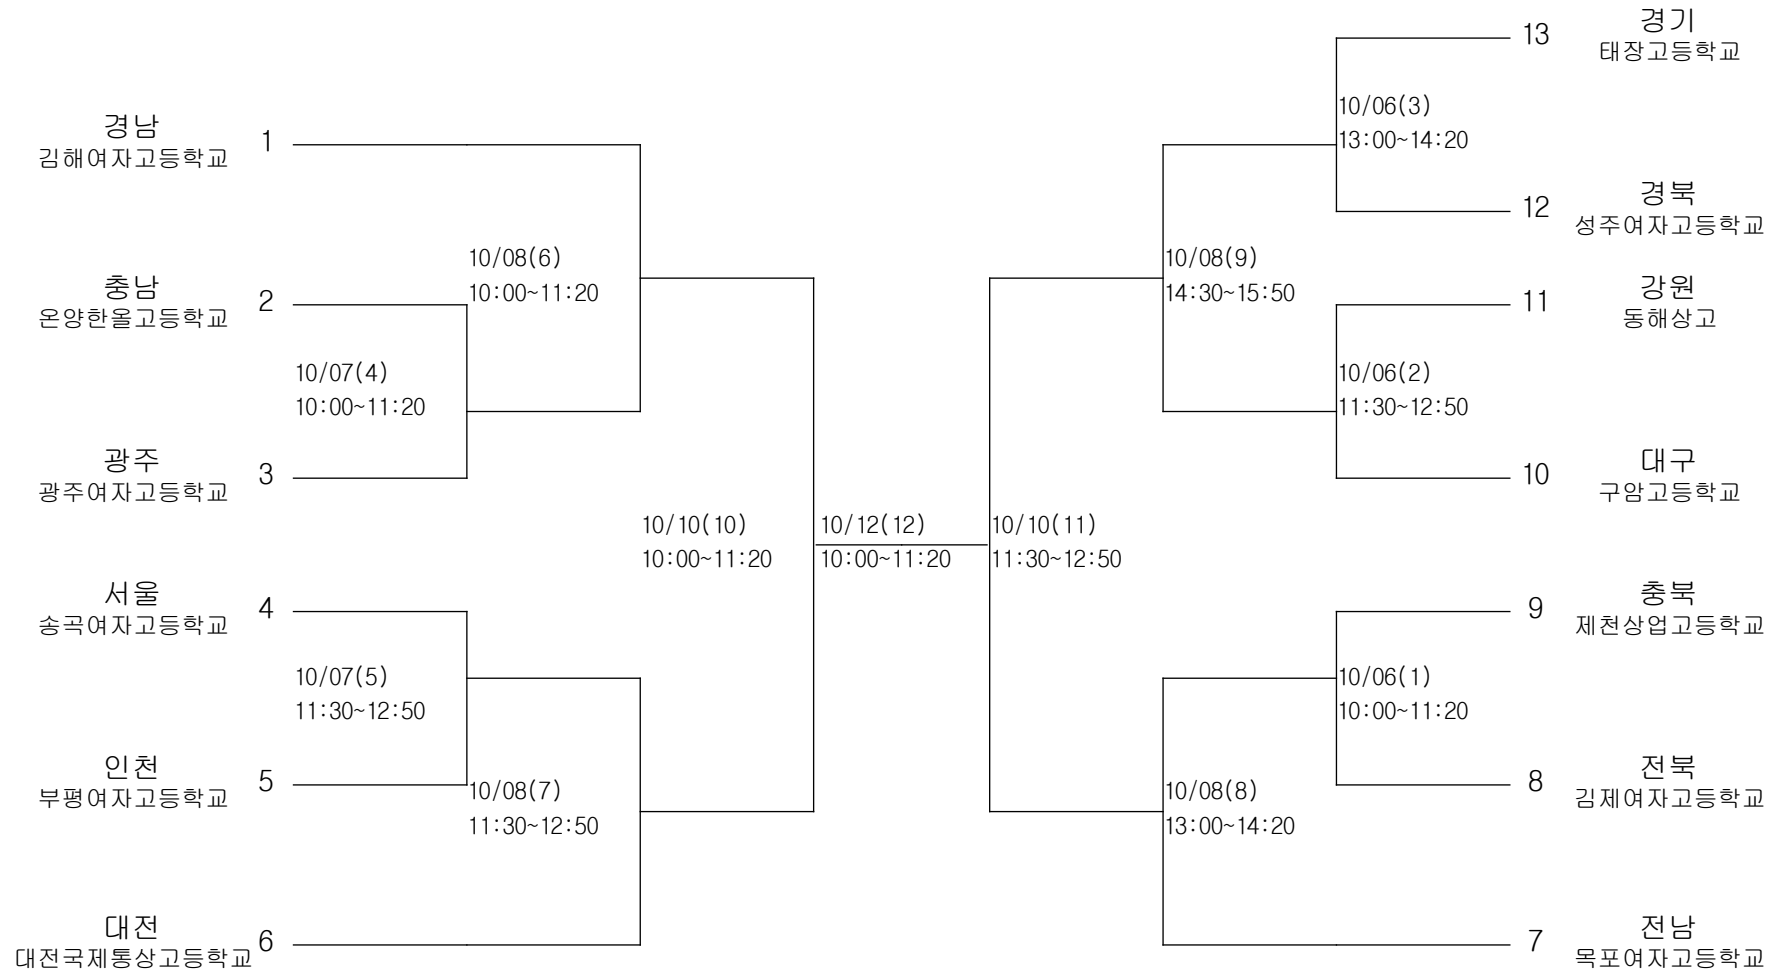 경남
김해여자고등학교
1
충남
온양한올고등학교
2
광주
광주여자고등학교
3
서울
송곡여자고등학교
4
인천
부평여자고등학교
5
대전
대전국제통상고등학교
6
10/07(4)
10:00~11:20
10/07(5)
11:30~12:50
10/08(6)
10:00~11:20
10/08(7)
11:30~12:50
10/10(10)
10:00~11:20
10/12(12)
10:00~11:20
10/10(11)
11:30~12:50
10/08(9)
14:30~15:50
10/08(8)
13:00~14:20
10/06(3)
13:00~14:20
10/06(2)
11:30~12:50
10/06(1)
10:00~11:20
13
경기
태장고등학교
12
경북
성주여자고등학교
11
강원
동해상고
10
대구
구암고등학교
9
충북
제천상업고등학교
8
전북
김제여자고등학교
7
전남
목포여자고등학교